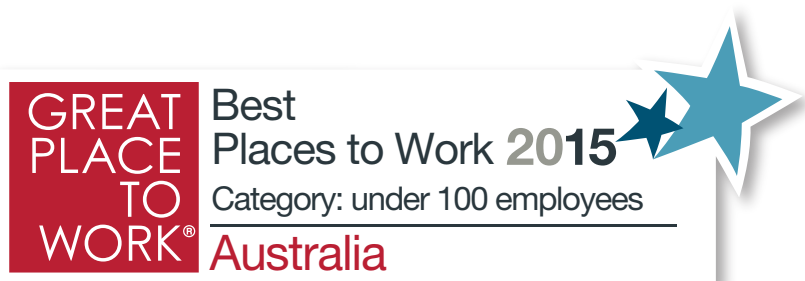 GREAT
PLACE
TO
WORK®
Best
Places to Work 2015
Category: under 100 employees
Australia